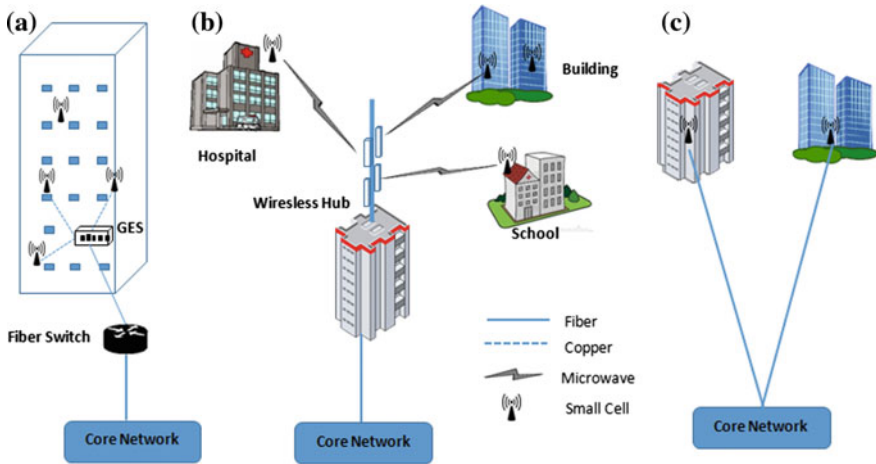 (a)
GES
Fiber Switch
Core Network
(b)
Hospital
Building
Wireless Hub
School
Fiber
Copper
Microwave
Small Cell
Core Network
(c)
Core Network